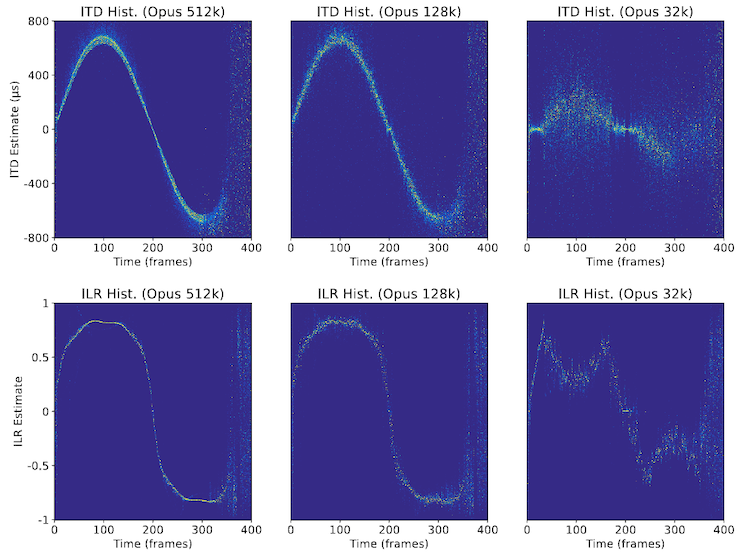 ITD Hist. (Opus 512k) ITD Hist. (Opus 128k) ITD Hist. (Opus 32k)
800
400
0
-400
-800
ITD Estimate (μs)
0 100 200 300 400 0 100 200 300 400 0 100 200 300 400
Time (frames) Time (frames) Time (frames)
ILR Hist. (Opus 512k) ILR Hist. (Opus 128k) ILR Hist. (Opus 32k)
1
0.5
0
-0.5
-1
ILR Estimate
0 100 200 300 400 0 100 200 300 400 0 100 200 300 400
Time (frames) Time (frames) Time (frames)